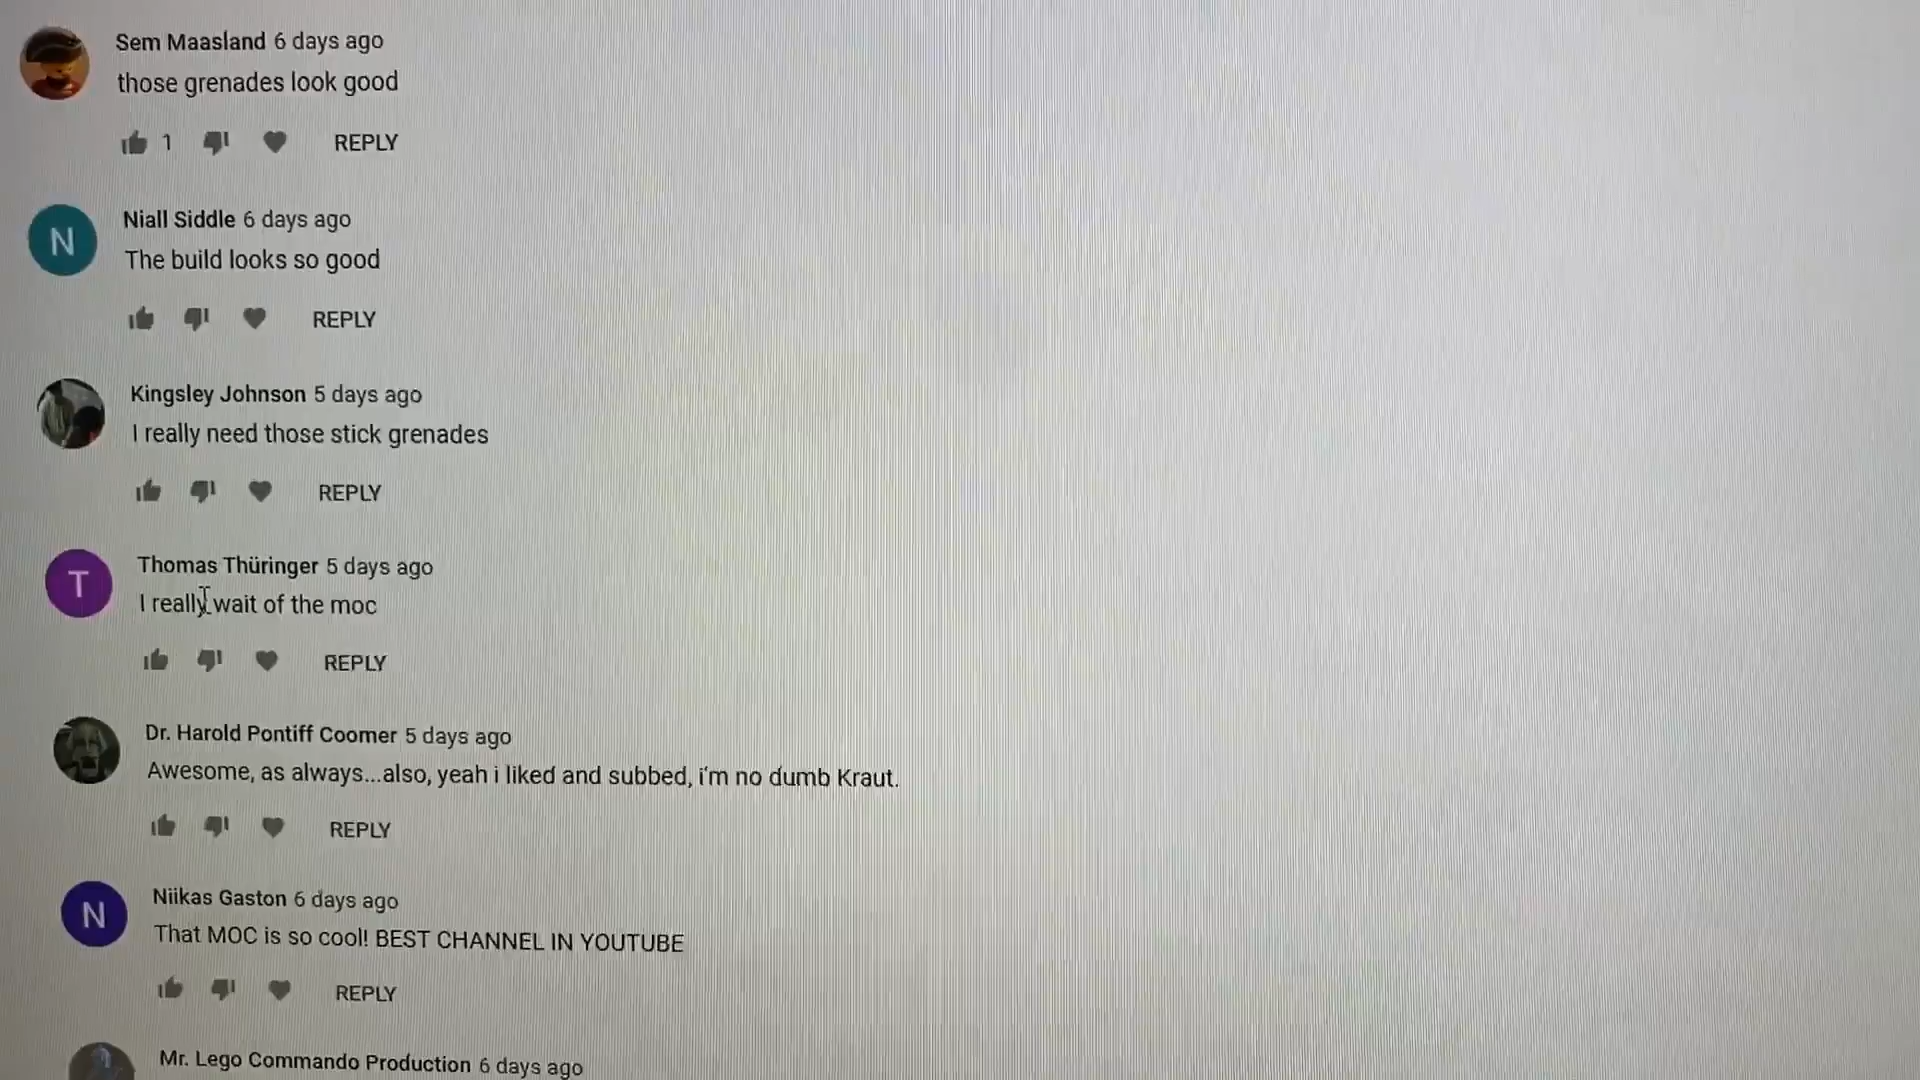 Sem Maasland 6 days ago
those grenades look good
1 REPLY
N
Niall Siddle 6 days ago
The build looks so good
REPLY
Kingsley Johnson 5 days ago
I really need those stick grenades
REPLY
T
Thomas Thüringer 5 days ago
I really wait of the moc
REPLY
Dr. Harold Pontiff Coomer 5 days ago
Awesome, as always...also, yeah i liked and subbed, i'm no dumb Kraut.
REPLY
N
Niikas Gaston 6 days ago
That MOC is so cool! BEST CHANNEL IN YOUTUBE
REPLY
Mr. Lego Commando Production 6 days ago